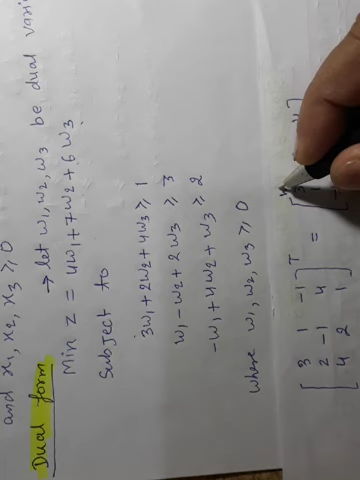 and x1, x2, x3 ≥ 0
Dual form
→ let w1, w2, w3 be dual
Min Z = 4w1 + 7w2 + 6w3
Subject to
3w1 + 2w2 + 4w3 ≥ 1
w1 - w2 + 2w3 ≥ 3
-w1 + 4w2 + w3 ≥ 2
where w1, w2, w3 ≥ 0
[3 1 -1
2 -1 4
4 2 1]T = [